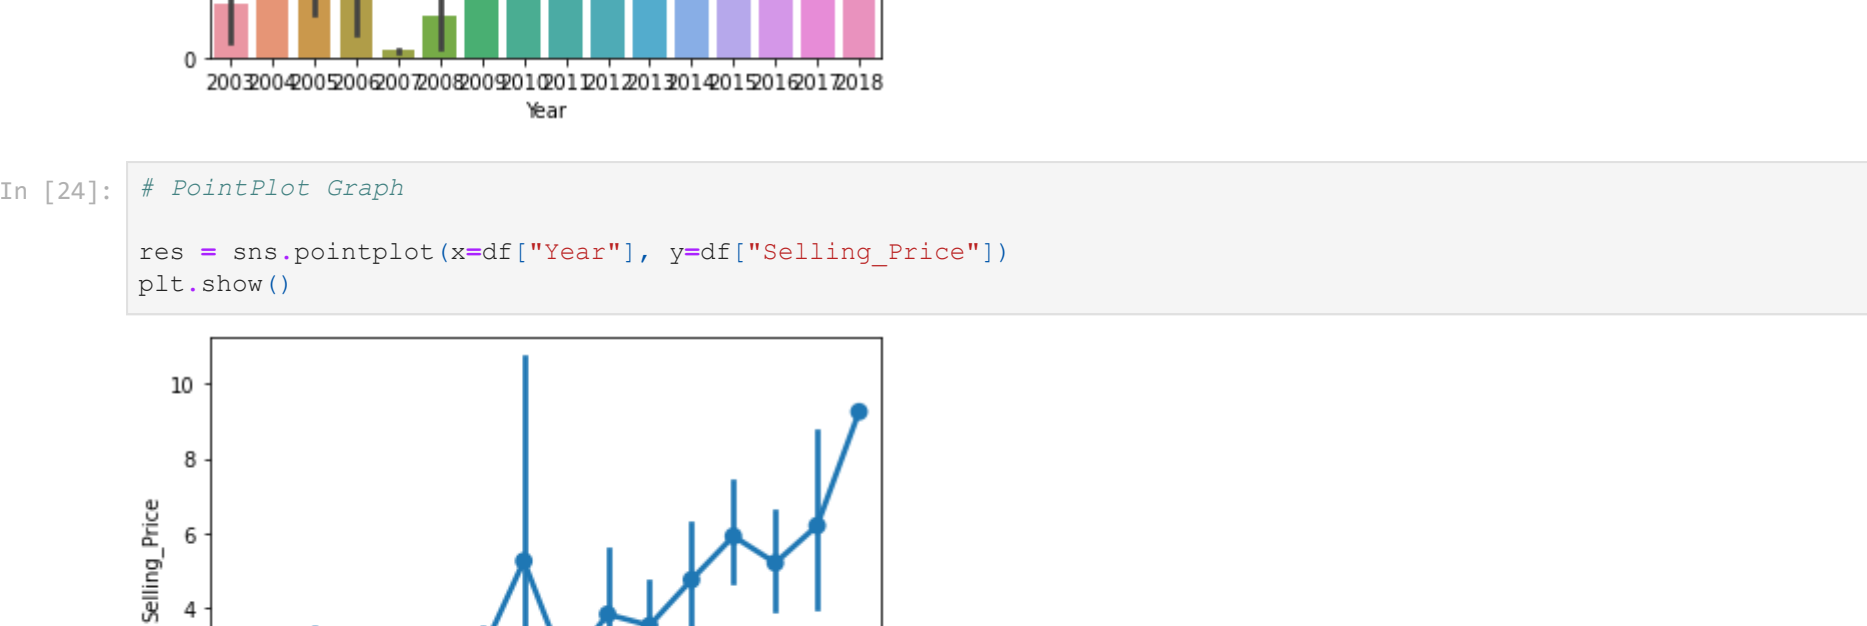 0
2003 2004 2005 2006 2007 2008 2009 2010 2011 2012 2013 2014 2015 2016 2017 2018
Year
In [24]:
# PointPlot Graph
res = sns.pointplot(x=df["Year"], y=df["Selling_Price"])
plt.show()
10
8
6
4
Selling_Price